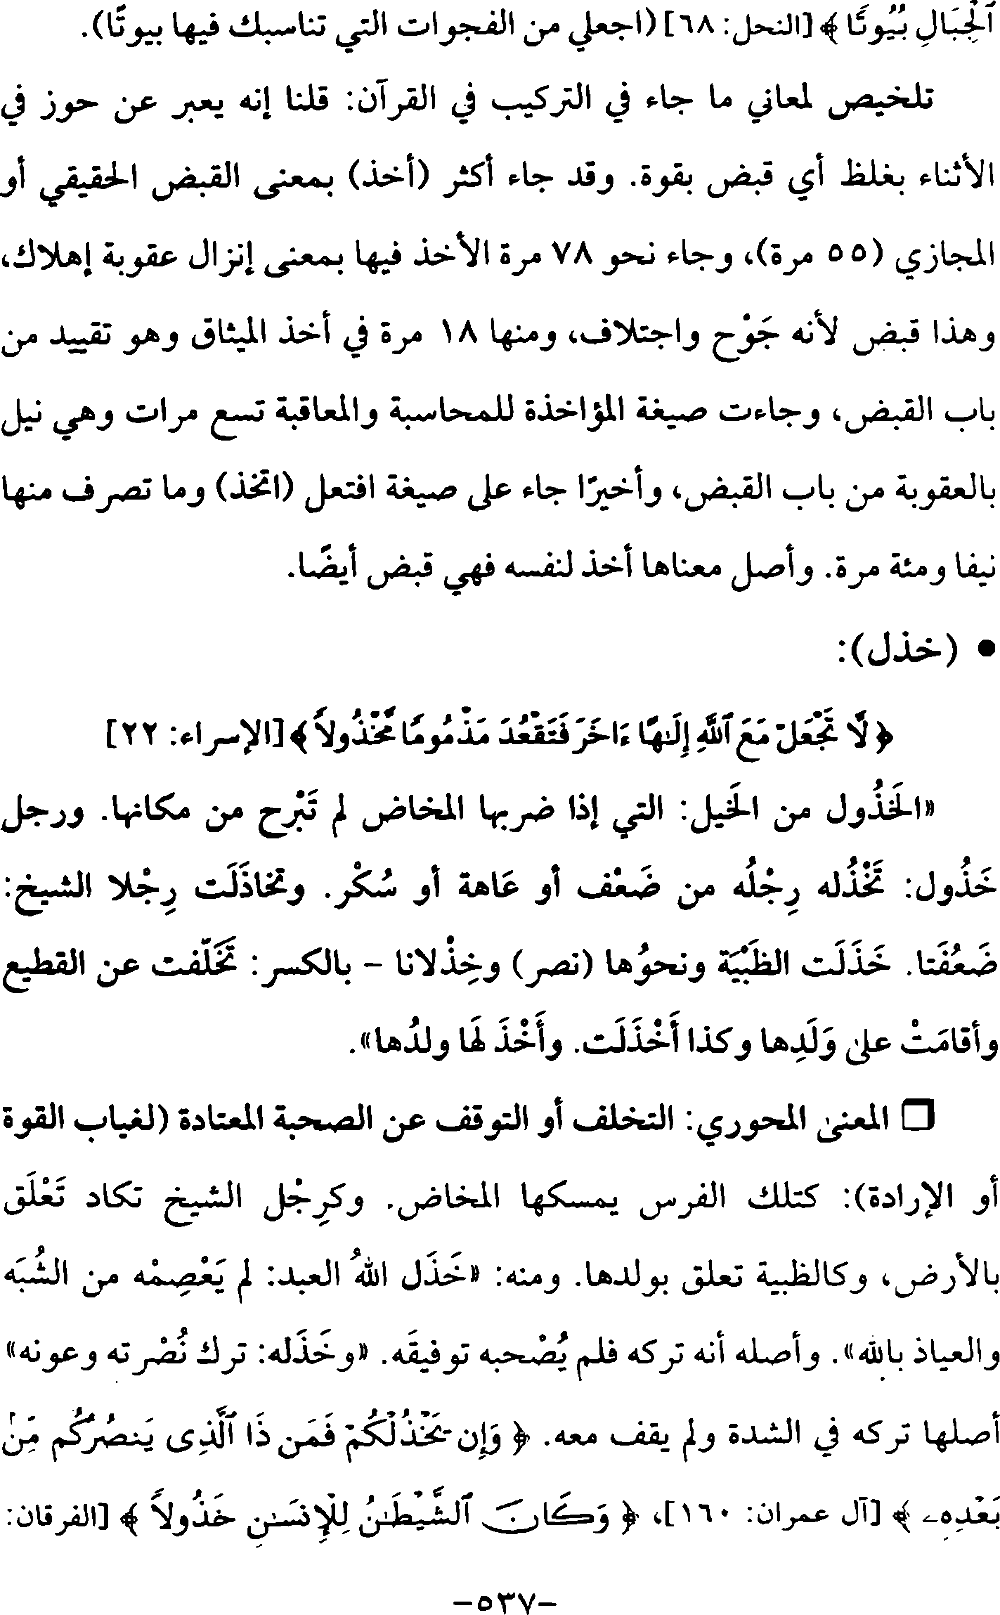 ٱلْجِبَالِ بُيُوتًا ﴾ [النحل: ٦٨] (اجعلي من الفجوات التي تناسبك فيها بيوتًا).
تلخيص لمعاني ما جاء في التركيب في القرآن: قلنا إنه يعبر عن حوز في
الأثناء بغلظ أي قبض بقوة. وقد جاء أكثر (أخذ) بمعنى القبض الحقيقي أو
المجازي (٥٥ مرة)، وجاء نحو ٧٨ مرة الأخذ فيها بمعنى إنزال عقوبة إهلاك،
وهذا قبض لأنه جَوْح واجتلاف، ومنها ١٨ مرة في أخذ الميثاق وهو تقييد من
باب القبض، وجاءت صيغة المؤاخذة للمحاسبة والمعاقبة تسع مرات وهي نيل
بالعقوبة من باب القبض، وأخيرًا جاء على صيغة افتعل (اتخذ) وما تصرف منها
نيفا ومئة مرة. وأصل معناها أخذ لنفسه فهي قبض أيضًا.
• (خذل):
﴿ لَّا تَجْعَلْ مَعَ ٱللَّهِ إِلَٰهًا ءَاخَرَ فَتَقْعُدَ مَذْمُومًا مَّخْذُولاً ﴾ [الإسراء: ٢٢]
«الخَذُول من الخَيل: التي إذا ضربها المخاض لم تَبْرح من مكانها. ورجل
خَذُول: تَخْذُله رِجْلُه من ضَعْف أو عَاهة أو سُكْر. وتخاذَلَت رِجْلا الشيخ:
ضَعُفَتا. خَذَلَت الظَبْيَة ونحوُها (نصر) وخِذْلانا – بالكسر: تَخَلّفت عن القطيع
وأقامَتْ علىٰ وَلَدِها وكذا أَخْذَلَت. وأَخْذَ لَها ولدُها».
❒ المعنىٰ المحوري: التخلف أو التوقف عن الصحبة المعتادة (لغياب القوة
أو الإرادة): كتلك الفرس يمسكها المخاض. وكرِجْل الشيخ تكاد تَعْلَق
بالأرض، وكالظبية تعلق بولدها. ومنه: «خَذَل اللهُ العبد: لم يَعْصِمْه من الشُبَه
والعياذ بالله». وأصله أنه تركه فلم يُصْحبه توفيقَه. «وخَذَله: ترك نُصْرته وعونه»
أصلها تركه في الشدة ولم يقف معه. ﴿ وَإِن يَخْذُلْكُمْ فَمَن ذَا ٱلَّذِى يَنصُرُكُم مِّنۢ
بَعْدِهِۦ ﴾ [آل عمران: ١٦٠]، ﴿ وَكَانَ ٱلشَّيْطَٰنُ لِلْإِنسَٰنِ خَذُولاً ﴾ [الفرقان:
-٥٣٧-